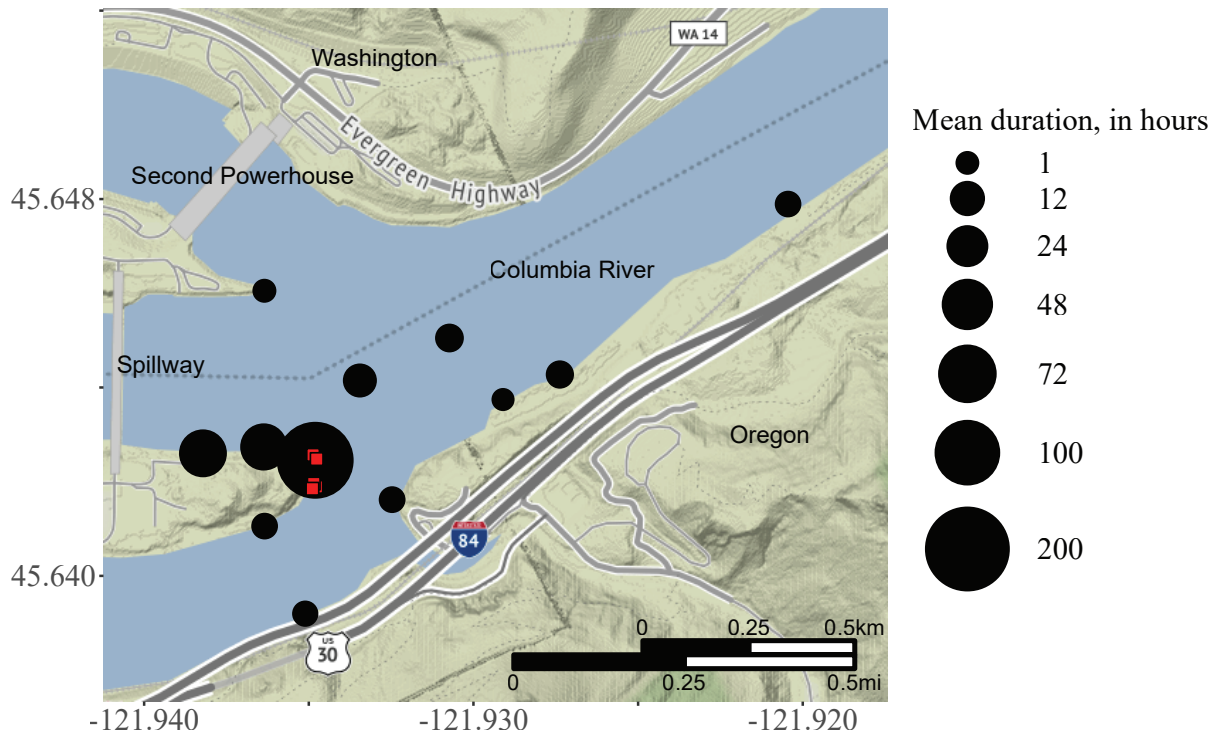 WA 14
Washington
Evergreen Highway
Second Powerhouse
Columbia River
Spillway
Oregon
84
US
30
0 0.25 0.5km
0 0.25 0.5mi
45.648
45.640
-121.940 -121.930 -121.920
Mean duration, in hours
1
12
24
48
72
100
200